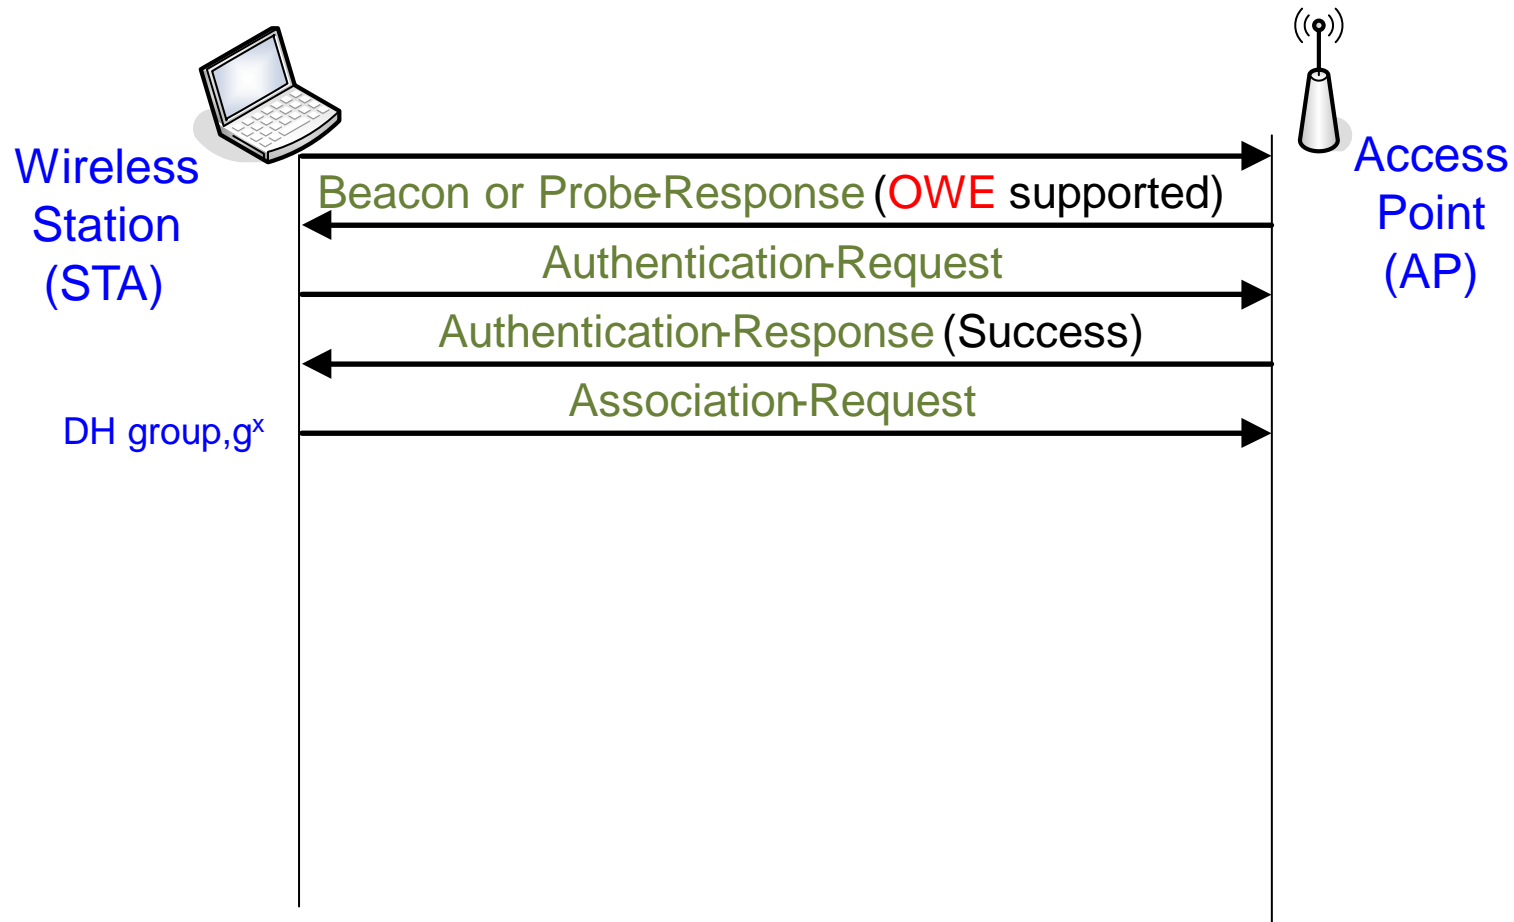 Wireless
Station
(STA)
Access
Point
(AP)
Beacon or Probe-Response (OWE supported)
Authentication-Request
Authentication-Response (Success)
Association-Request
DH group,gˣ